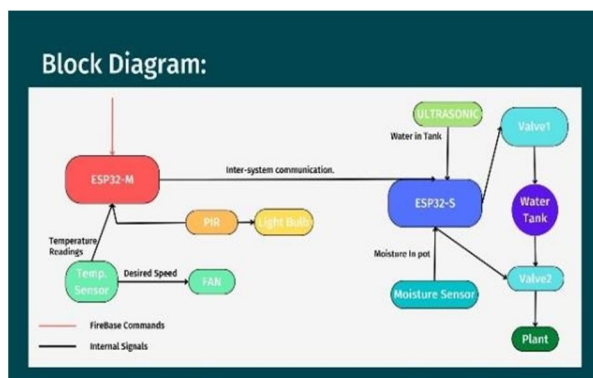 Block Diagram:
ULTRASONIC
Valve1
Water in Tank
Inter-system communication.
ESP32-M
ESP32-S
Water
Tank
PIR
Light Bulb
Temperature
Readings
Moisture In pot
Temp.
Sensor
Desired Speed
FAN
Moisture Sensor
Valve2
FireBase Commands
Internal Signals
Plant